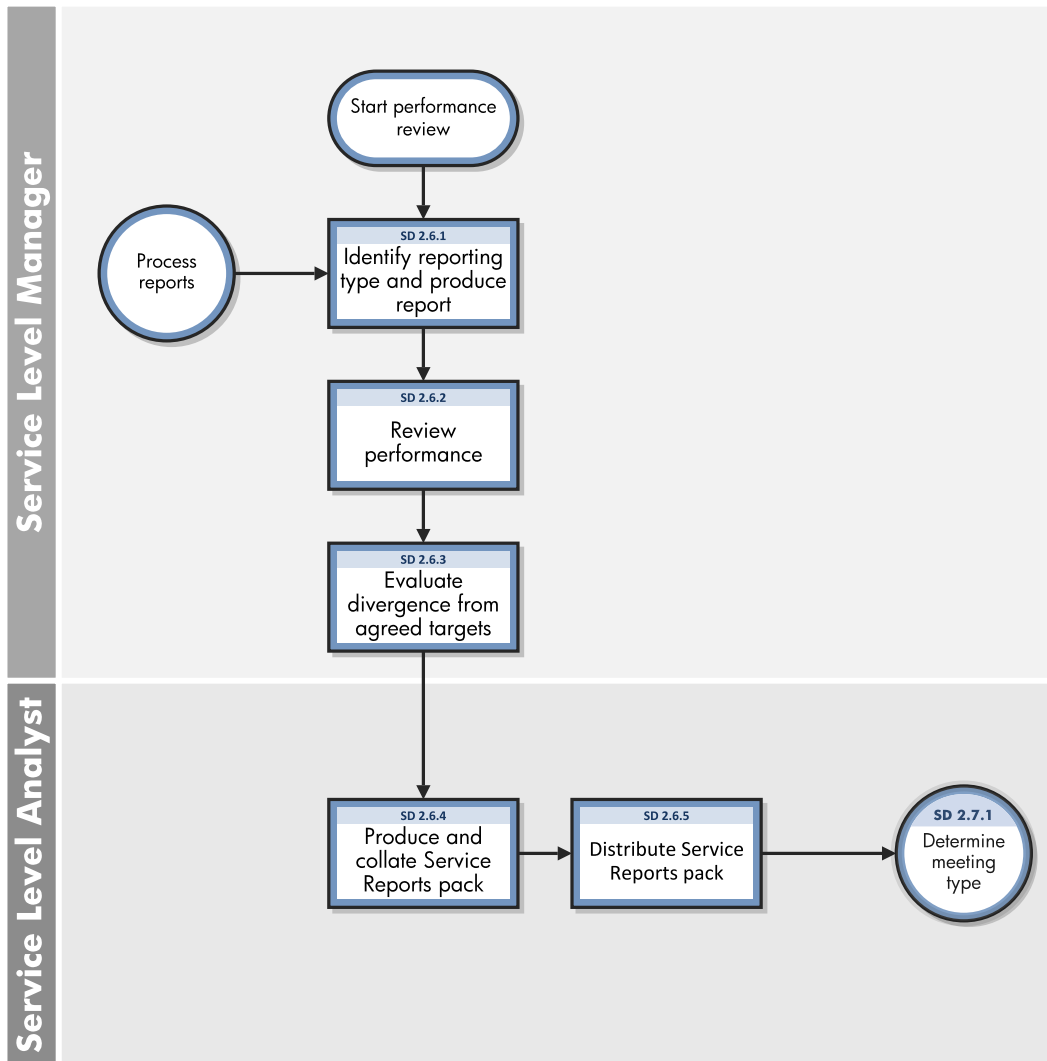 Service Level Manager
Start performance
review
Process
reports
SD 2.6.1
Identify reporting
type and produce
report
SD 2.6.2
Review
performance
SD 2.6.3
Evaluate
divergence from
agreed targets
Service Level Analyst
SD 2.6.4
Produce and
collate Service
Reports pack
SD 2.6.5
Distribute Service
Reports pack
SD 2.7.1
Determine
meeting
type